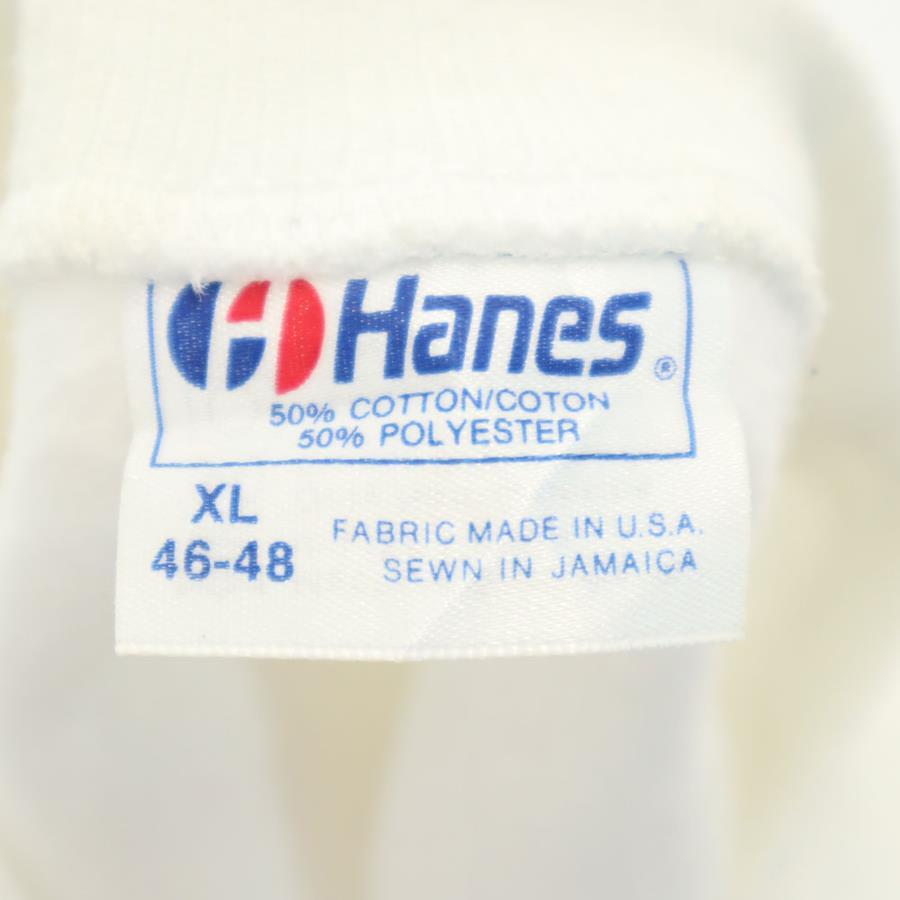 Hanes®
50% COTTON/COTON
50% POLYESTER
XL
46-48
FABRIC MADE IN U.S.A.
SEWN IN JAMAICA